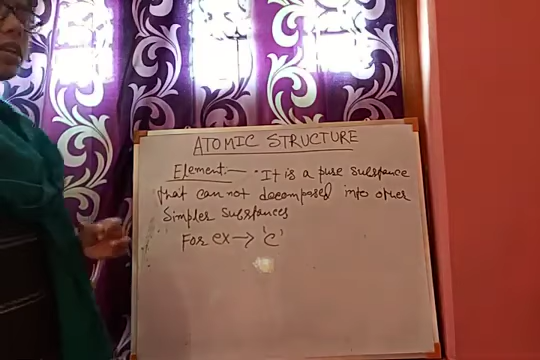 ATOMIC STRUCTURE
Element:— It is a pure substance
that can not decomposed into other
Simpler substances
For ex → 'C'